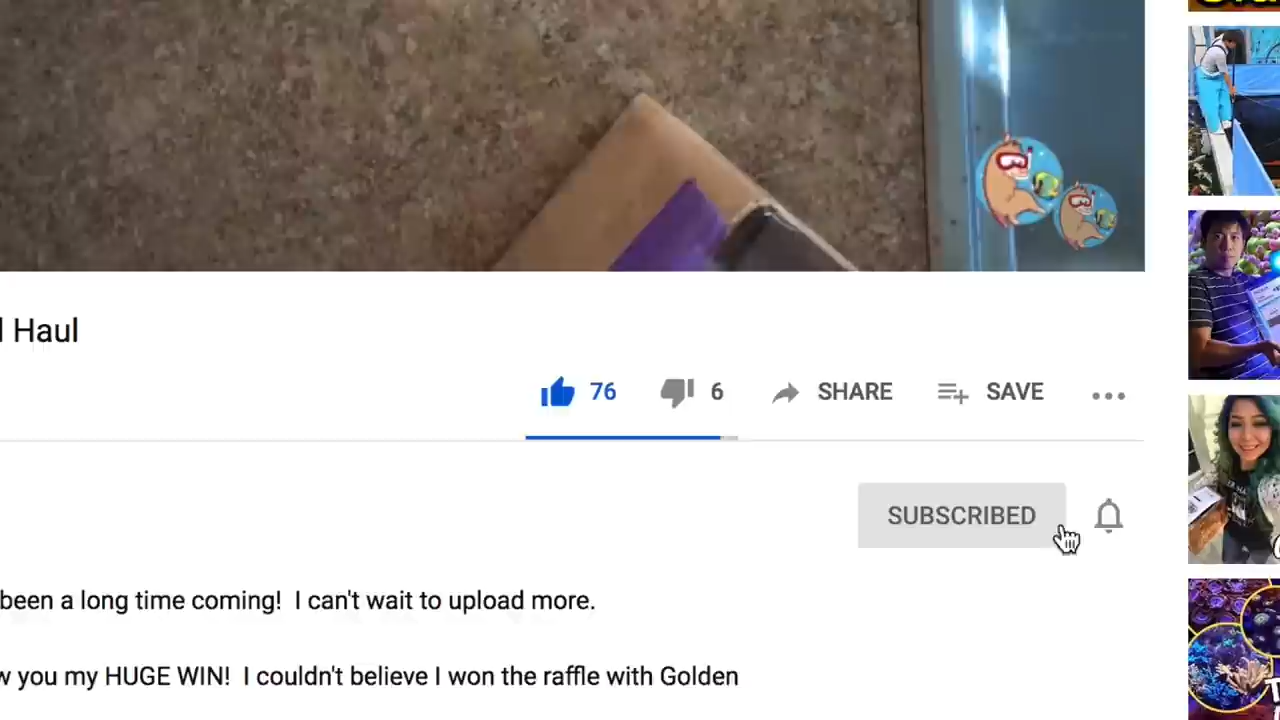 Haul
76
6
SHARE
SAVE
SUBSCRIBED
been a long time coming! I can't wait to upload more.
you my HUGE WIN! I couldn't believe I won the raffle with Golden